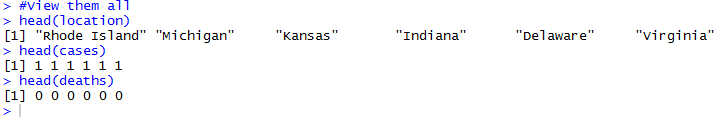 > #View them all
> head(location)
[1] "Rhode Island" "Michigan"     "Kansas"       "Indiana"      "Delaware"     "Virginia"
> head(cases)
[1] 1 1 1 1 1 1
> head(deaths)
[1] 0 0 0 0 0 0
>